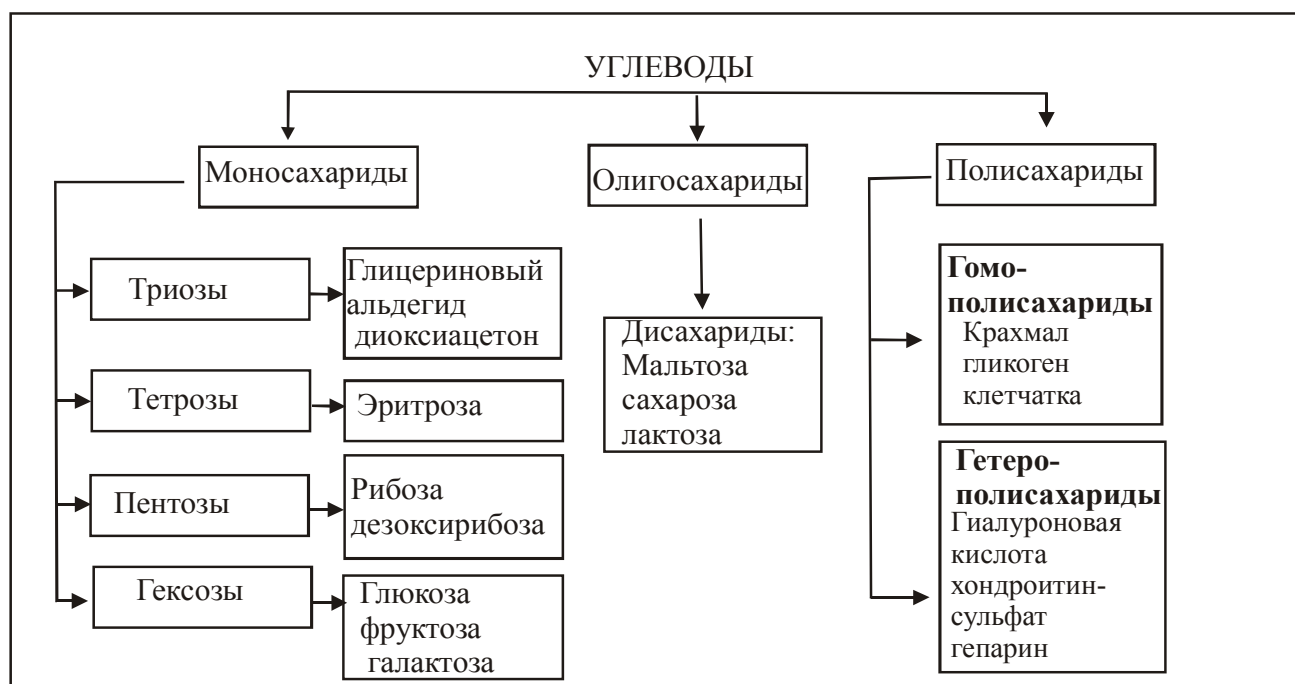 УГЛЕВОДЫ
Моносахариды
Олигосахариды
Полисахариды
Триозы
Глицериновый
альдегид
диоксиацетон
Тетрозы
Эритроза
Пентозы
Рибоза
дезоксирибоза
Гексозы
Глюкоза
фруктоза
галактоза
Дисахариды:
Мальтоза
сахароза
лактоза
Гомо-
полисахариды
Крахмал
гликоген
клетчатка
Гетеро-
полисахариды
Гиалуроновая
кислота
хондроитин-
сульфат
гепарин